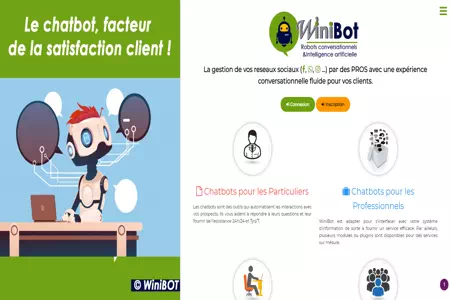 Le chatbot, facteur
de la satisfaction client !
© WiniBOT
WiniBot
Robots conversationnels
&Intelligence artificielle
La gestion de vos reseaux sociaux (f, ...) par des PROS avec une expérience
conversationnelle fluide pour vos clients.
Connexion
Inscription
Chatbots pour les Particuliers
Les chatbots sont des outils qui automatisent les interactions avec
vos prospects. Ils vous aident à répondre à leurs questions et leur
fournir de l'assistance 24h/24 et 7jrs/7.
Chatbots pour les
Professionnels
WiniBot est adapter pour s'interfacer avec votre système
d'information de sorte à fournir un service efficace. Par ailleurs,
plusieurs modules ou plugins sont disponibles pour des services
sur mesure.